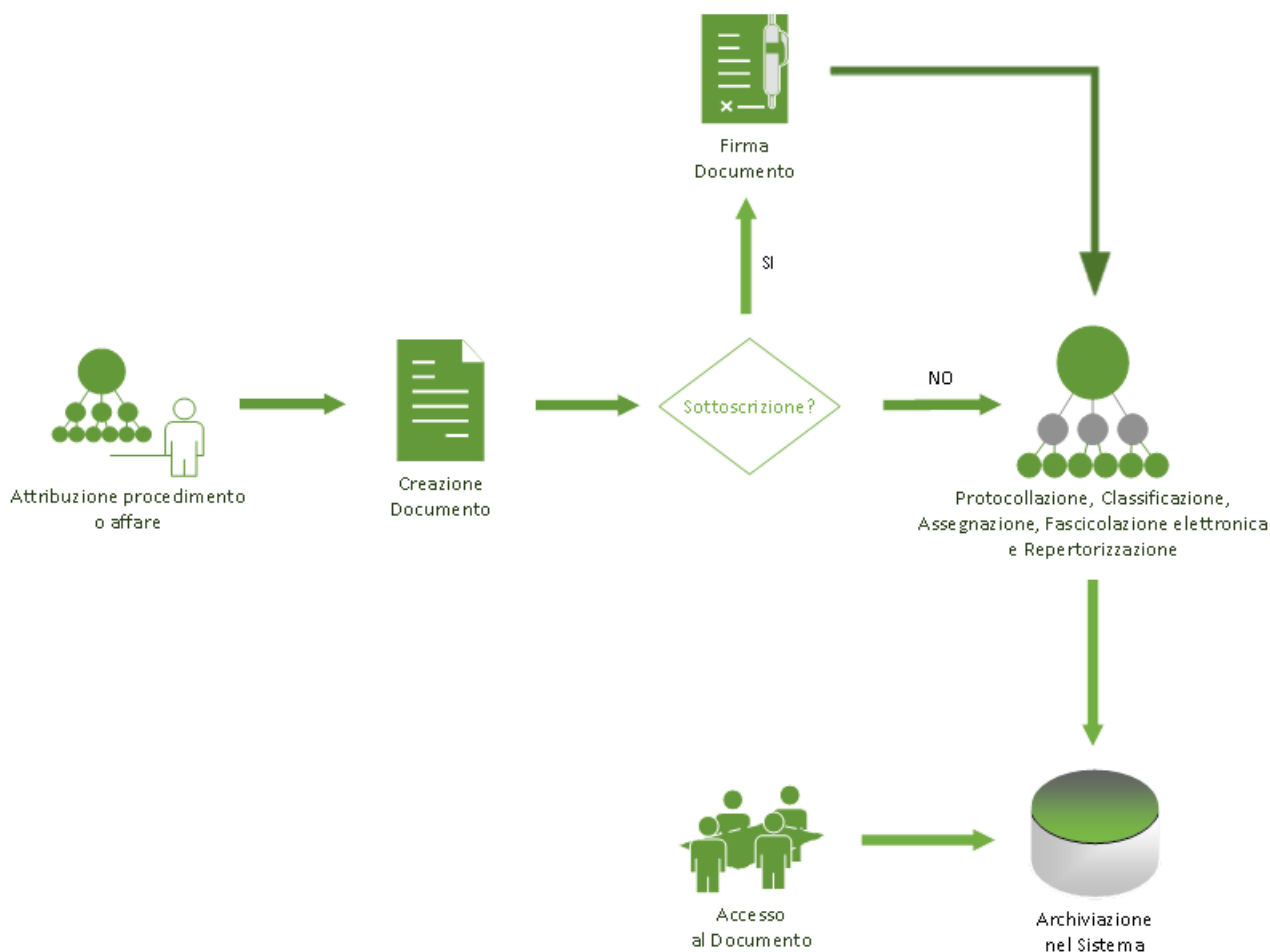 Firma
Documento
SI
Sottoscrizione?
NO
Attribuzione procedimento
o affare
Creazione
Documento
Protocollazione, Classificazione,
Assegnazione, Fascicolazione elettronica
e Repertorizzazione
Accesso
al Documento
Archiviazione
nel Sistema